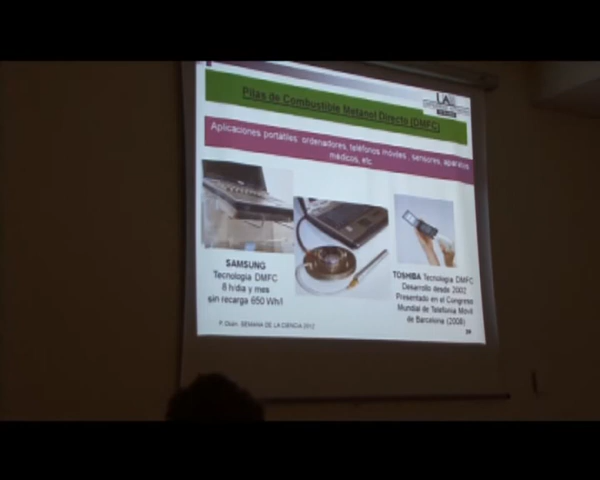 Pilas de Combustible Metanol Directo (DMFC)
Aplicaciones portátiles: ordenadores, teléfonos móviles, sensores, aparatos
médicos, etc.
SAMSUNG
Tecnología DMFC
8 h/día y mes
sin recarga 650 Wh/l
TOSHIBA Tecnología DMFC
Desarrollo desde 2002
Presentado en el Congreso
Mundial de Telefonía Móvil
de Barcelona (2008)
SEMANA DE LA CIENCIA 2012